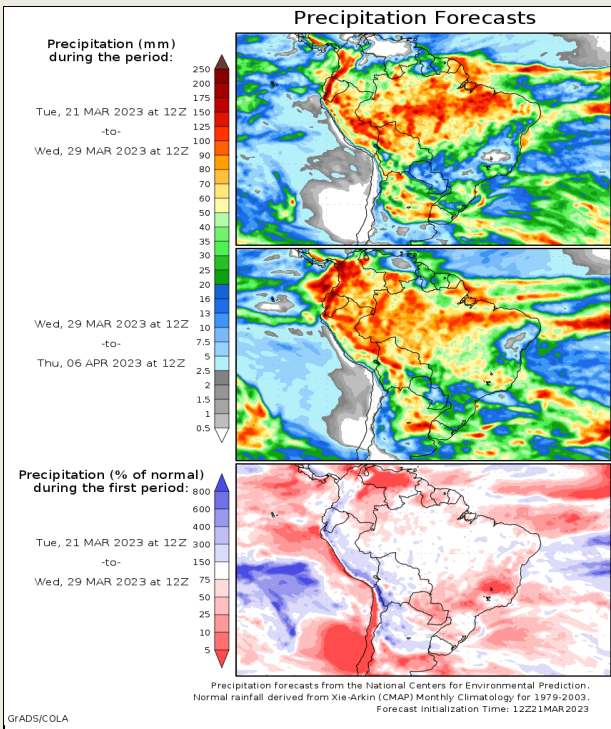 Precipitation Forecasts
Precipitation (mm)
during the period:
Tue, 21 MAR 2023 at 12Z
-to-
Wed, 29 MAR 2023 at 12Z
250
200
175
150
125
100
90
80
70
60
50
40
35
30
25
20
16
13
10
7.5
5
2.5
2
1.5
1
0.5
Wed, 29 MAR 2023 at 12Z
-to-
Thu, 06 APR 2023 at 12Z
Precipitation (% of normal)
during the first period:
Tue, 21 MAR 2023 at 12Z
-to-
Wed, 29 MAR 2023 at 12Z
800
600
400
300
150
75
50
25
10
5
Precipitation forecasts from the National Centers for Environmental Prediction.
Normal rainfall derived from Xie-Arkin (CMAP) Monthly Climatology for 1979-2003.
Forecast Initialization Time: 12Z21MAR2023
GrADS/COLA